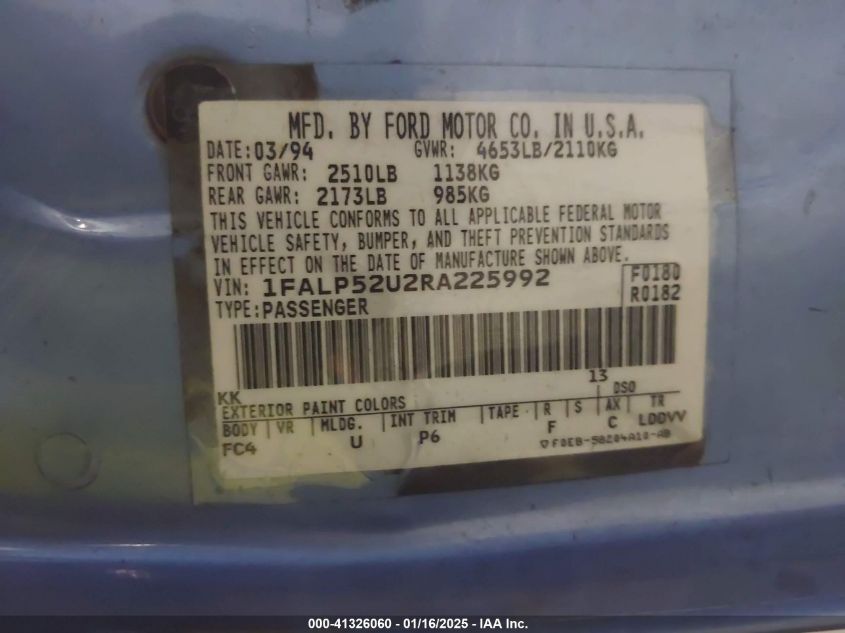 MFD. BY FORD MOTOR CO. IN U.S.A.
DATE: 03/94 GVWR: 4653LB/2110KG
FRONT GAWR: 2510LB 1138KG
REAR GAWR: 2173LB 985KG
THIS VEHICLE CONFORMS TO ALL APPLICABLE FEDERAL MOTOR
VEHICLE SAFETY, BUMPER, AND THEFT PREVENTION STANDARDS
IN EFFECT ON THE DATE OF MANUFACTURE SHOWN ABOVE.
VIN: 1FALP52U2RA225992 F0180
TYPE: PASSENGER R0182
13
KK DSO
EXTERIOR PAINT COLORS
BODY VR MLDG. INT TRIM TAPE R S AX TR
FC4 U P6 F C LDDVV
F0EB-58204A10-AB
000-41326060 - 01/16/2025 - IAA Inc.